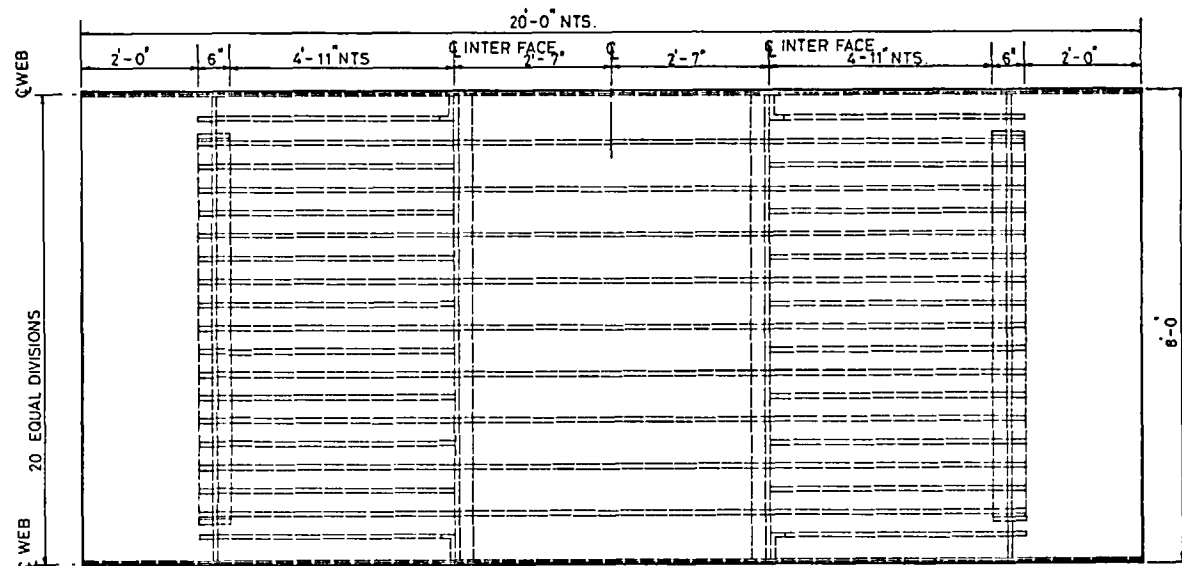 20'-0" NTS.
℄ INTER FACE ℄ ℄ INTER FACE
2'-0" 6" 4'-11" NTS 2'-7" 2'-7" 4-11" NTS. 6" 2'-0"
℄ WEB
20 EQUAL DIVISIONS
8'-0
℄ WEB